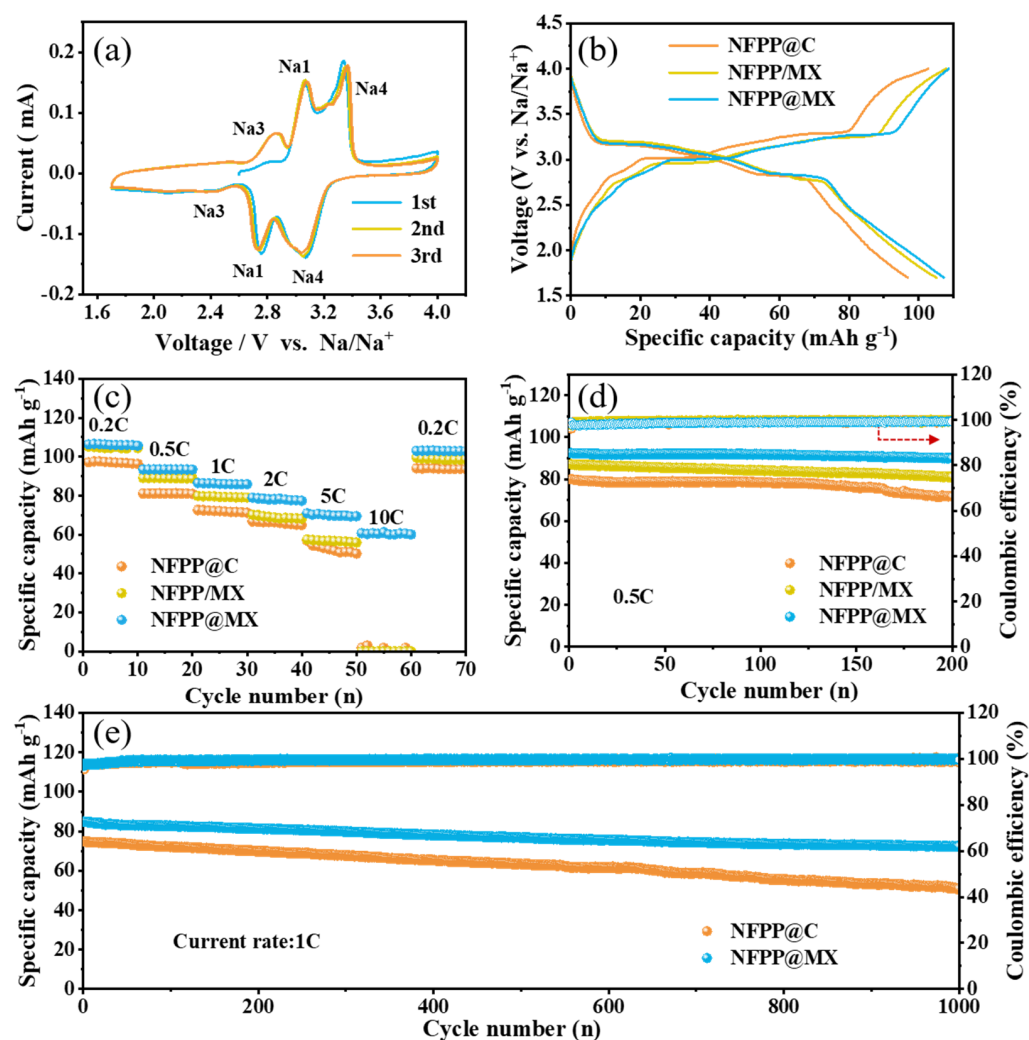 (a)
Current ( mA)
0.2
0.1
0.0
-0.1
-0.2
Na3
Na1
Na4
Na3
Na1
Na4
1st
2nd
3rd
1.6
2.0
2.4
2.8
3.2
3.6
4.0
Voltage / V vs. Na/Na⁺
(b)
Voltage (V vs. Na/Na⁺)
4.5
4.0
3.5
3.0
2.5
2.0
1.5
NFPP@C
NFPP/MX
NFPP@MX
0
20
40
60
80
100
Specific capacity (mAh g⁻¹)
(c)
Specific capacity (mAh g⁻¹)
140
120
100
80
60
40
20
0
0.2C
0.5C
1C
2C
5C
10C
0.2C
NFPP@C
NFPP/MX
NFPP@MX
0
10
20
30
40
50
60
70
Cycle number (n)
(d)
Specific capacity (mAh g⁻¹)
120
100
80
60
40
20
0
NFPP@C
NFPP/MX
NFPP@MX
0.5C
0
50
100
150
200
Cycle number (n)
120
100
80
60
40
20
0
Coulombic efficiency (%)
(e)
Specific capacity (mAh g⁻¹)
140
120
100
80
60
40
20
0
Current rate:1C
NFPP@C
NFPP@MX
0
200
400
600
800
1000
Cycle number (n)
120
100
80
60
40
20
0
Coulombic efficiency (%)